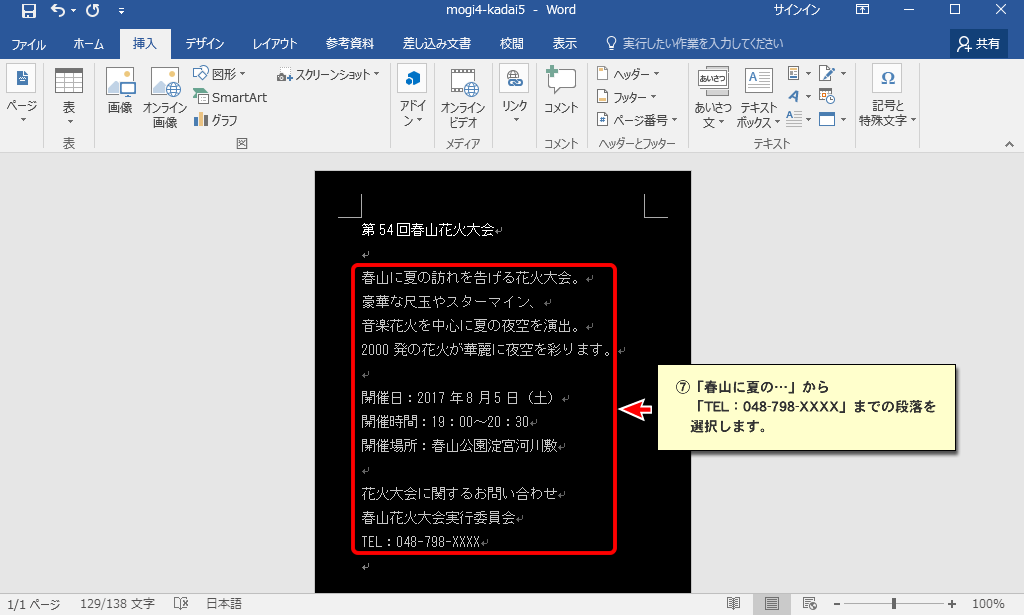 mogi4-kadai5 - Word
サインイン
ファイル ホーム 挿入 デザイン レイアウト 参考資料 差し込み文書 校閲 表示 実行したい作業を入力してください 共有
ページ
表
表
画像
オンライン
画像
図形
SmartArt
グラフ
スクリーンショット
図
アドイ
ン
オンライン
ビデオ
メディア
リンク
コメント
コメント
ヘッダー
フッター
ページ番号
ヘッダーとフッター
あいさつ
あいさつ
文
テキスト
ボックス
テキスト
記号と
特殊文字
第54回春山花火大会
春山に夏の訪れを告げる花火大会。
豪華な尺玉やスターマイン、
音楽花火を中心に夏の夜空を演出。
2000 発の花火が華麗に夜空を彩ります。
開催日：2017 年8 月5 日（土）
開催時間：19：00～20：30
開催場所：春山公園淀宮河川敷
花火大会に関するお問い合わせ
春山花火大会実行委員会
TEL：048-798-XXXX
⑦「春山に夏の…」から
「TEL：048-798-XXXX」までの段落を
選択します。
1/1 ページ 129/138 文字 日本語 100%